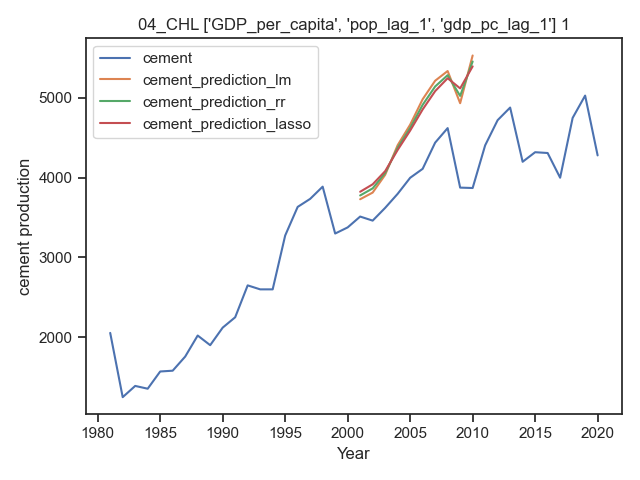 04_CHL ['GDP_per_capita', 'pop_lag_1', 'gdp_pc_lag_1'] 1
cement
cement_prediction_lm
cement_prediction_rr
cement_prediction_lasso
5000
4000
3000
2000
cement production
1980 1985 1990 1995 2000 2005 2010 2015 2020
Year